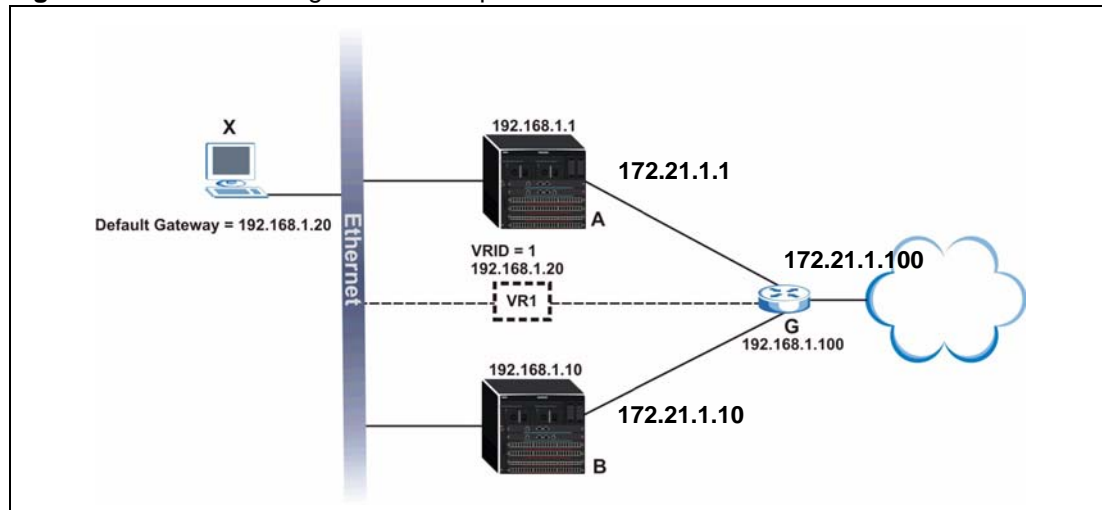 X
Default Gateway = 192.168.1.20
Ethernet
192.168.1.1
A
172.21.1.1
VRID = 1
192.168.1.20
VR1
172.21.1.100
G
192.168.1.100
192.168.1.10
172.21.1.10
B